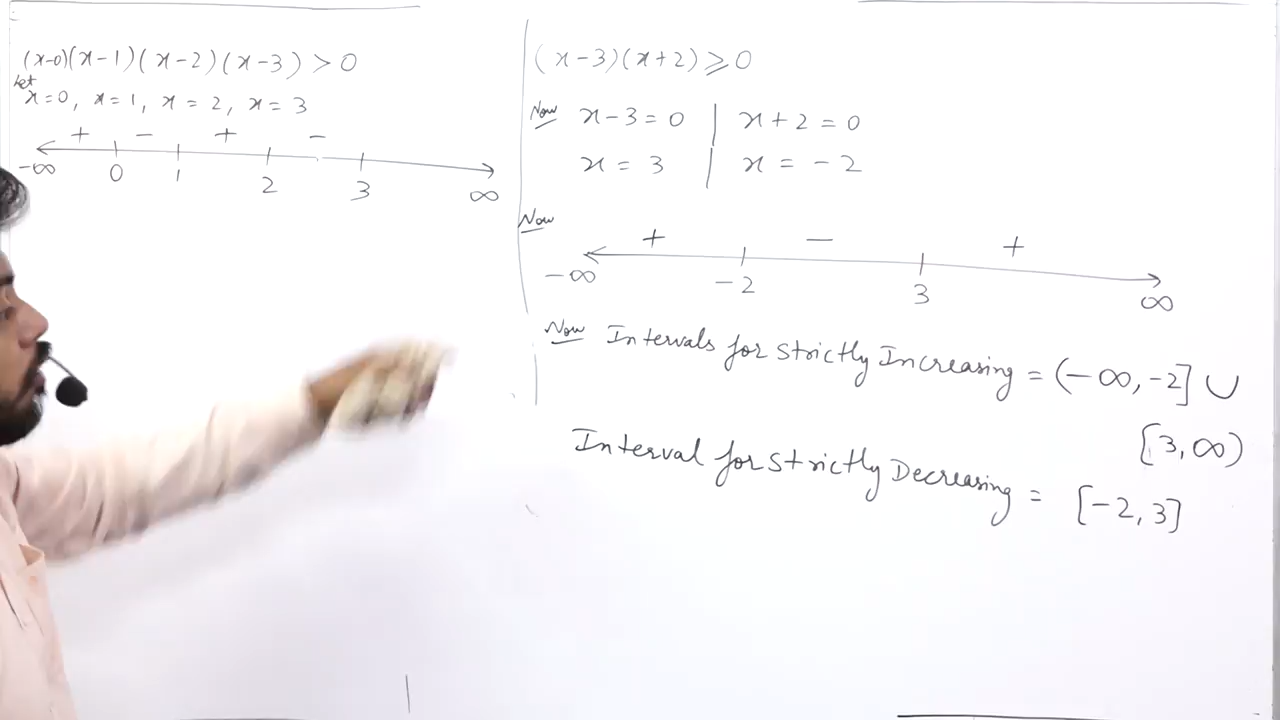 (x-0)(x-1)(x-2)(x-3) > 0
Let
x=0, x=1, x=2, x=3
+ - + -
-∞ 0 1 2 3 ∞
(x-3)(x+2) ⩾ 0
Now x-3=0 | x+2=0
x = 3 | x = -2
Now
+ - +
-∞ -2 3 ∞
Now Intervals for Strictly Increasing = (-∞, -2] ∪
[3, ∞)
Interval for Strictly Decreasing = [-2, 3]